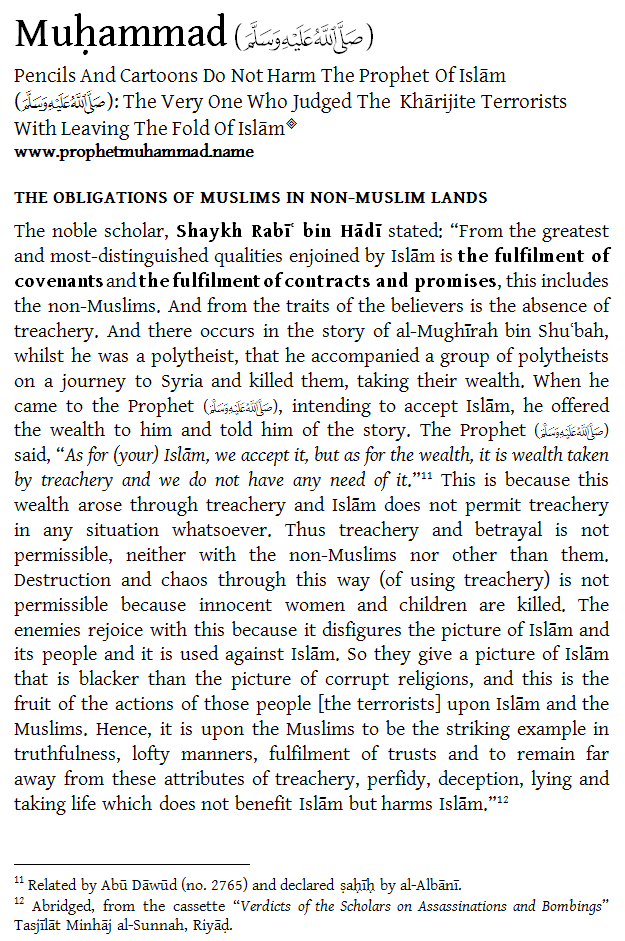 Muḥammad (ﷺ)
Pencils And Cartoons Do Not Harm The Prophet Of Islām
(ﷺ): The Very One Who Judged The Khārijite Terrorists
With Leaving The Fold Of Islām
www.prophetmuhammad.name
THE OBLIGATIONS OF MUSLIMS IN NON-MUSLIM LANDS
The noble scholar, Shaykh Rabīʿ bin Hādī stated: “From the greatest
and most-distinguished qualities enjoined by Islām is the fulfilment of
covenants and the fulfilment of contracts and promises, this includes
the non-Muslims. And from the traits of the believers is the absence of
treachery. And there occurs in the story of al-Mughīrah bin Shuʿbah,
whilst he was a polytheist, that he accompanied a group of polytheists
on a journey to Syria and killed them, taking their wealth. When he
came to the Prophet (ﷺ), intending to accept Islām, he offered
the wealth to him and told him of the story. The Prophet (ﷺ)
said, “As for (your) Islām, we accept it, but as for the wealth, it is wealth taken
by treachery and we do not have any need of it.”11 This is because this
wealth arose through treachery and Islām does not permit treachery
in any situation whatsoever. Thus treachery and betrayal is not
permissible, neither with the non-Muslims nor other than them.
Destruction and chaos through this way (of using treachery) is not
permissible because innocent women and children are killed. The
enemies rejoice with this because it disfigures the picture of Islām and
its people and it is used against Islām. So they give a picture of Islām
that is blacker than the picture of corrupt religions, and this is the
fruit of the actions of those people [the terrorists] upon Islām and the
Muslims. Hence, it is upon the Muslims to be the striking example in
truthfulness, lofty manners, fulfilment of trusts and to remain far
away from these attributes of treachery, perfidy, deception, lying and
taking life which does not benefit Islām but harms Islām.”12
11 Related by Abū Dāwūd (no. 2765) and declared ṣaḥīḥ by al-Albānī.
12 Abridged, from the cassette “Verdicts of the Scholars on Assassinations and Bombings”
Tasjīlāt Minhāj al-Sunnah, Riyāḍ.